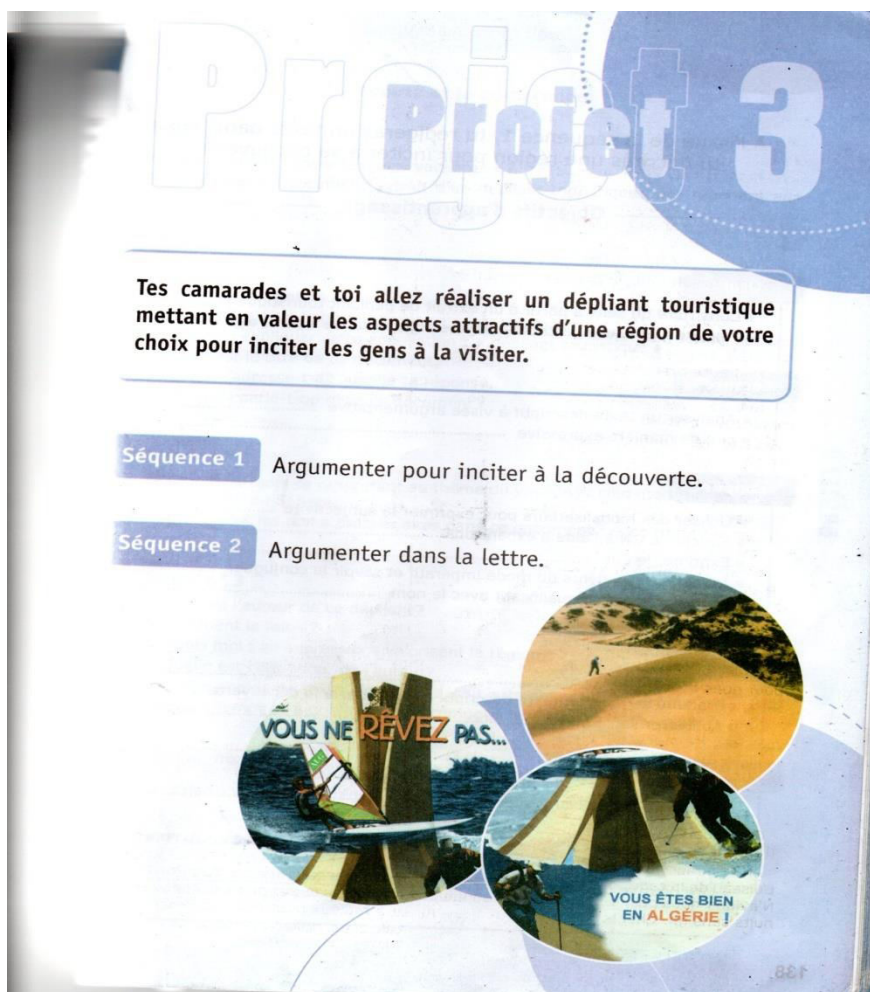 Projet 3
Tes camarades et toi allez réaliser un dépliant touristique
mettant en valeur les aspects attractifs d'une région de votre
choix pour inciter les gens à la visiter.
Séquence 1
Argumenter pour inciter à la découverte.
Séquence 2
Argumenter dans la lettre.
VOUS NE RÊVEZ PAS...
VOUS ÊTES BIEN
EN ALGÉRIE !
138